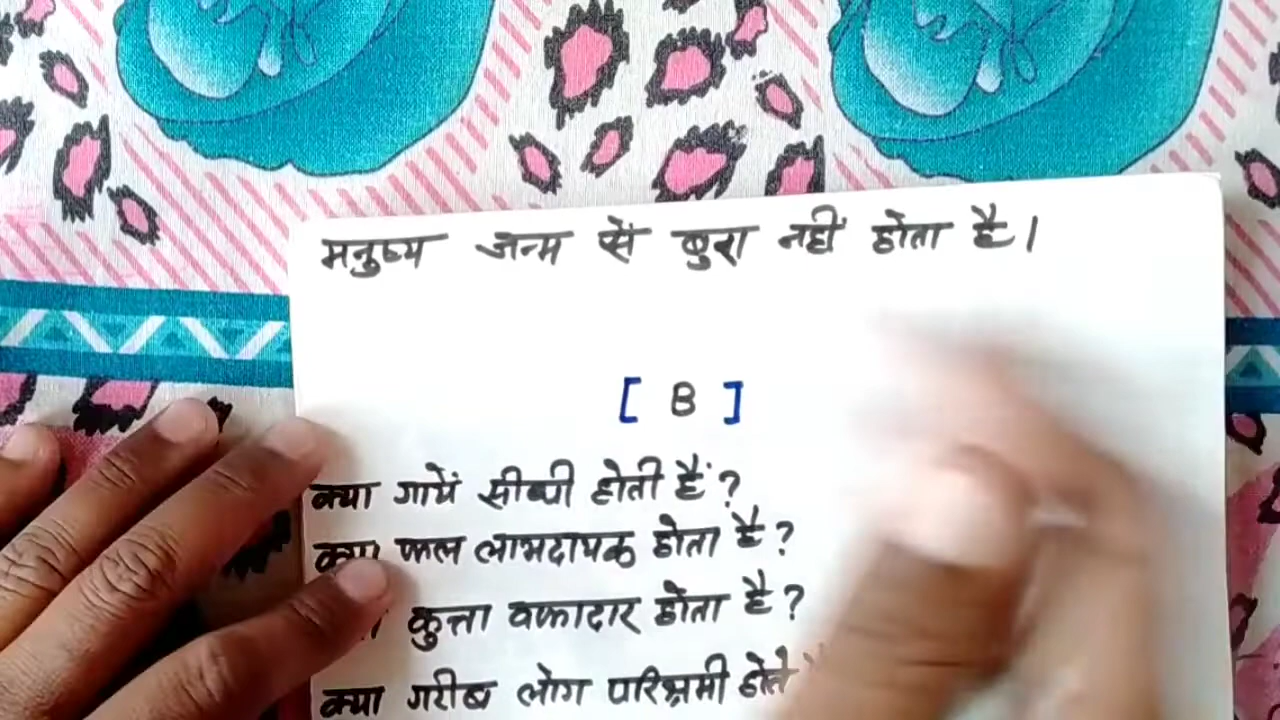 मनुष्य जन्म से बुरा नहीं होता है।
[ B ]
क्या गायें सीधी होती हैं ?
क्या फल लाभदायक होता है ?
कुत्ता वफादार होता है ?
क्या गरीब लोग परिश्रमी होते